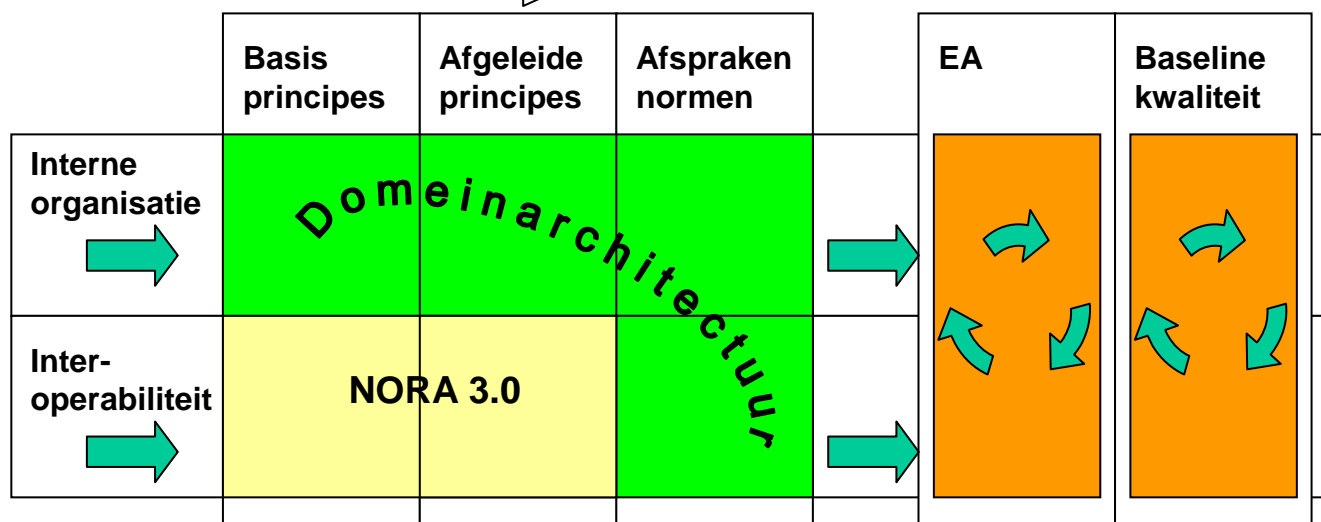 Basis
principes
Afgeleide
principes
Afspraken
normen
EA
Baseline
kwaliteit
Interne
organisatie
Domeinarchitectuur
Inter-
operabiliteit
NORA 3.0